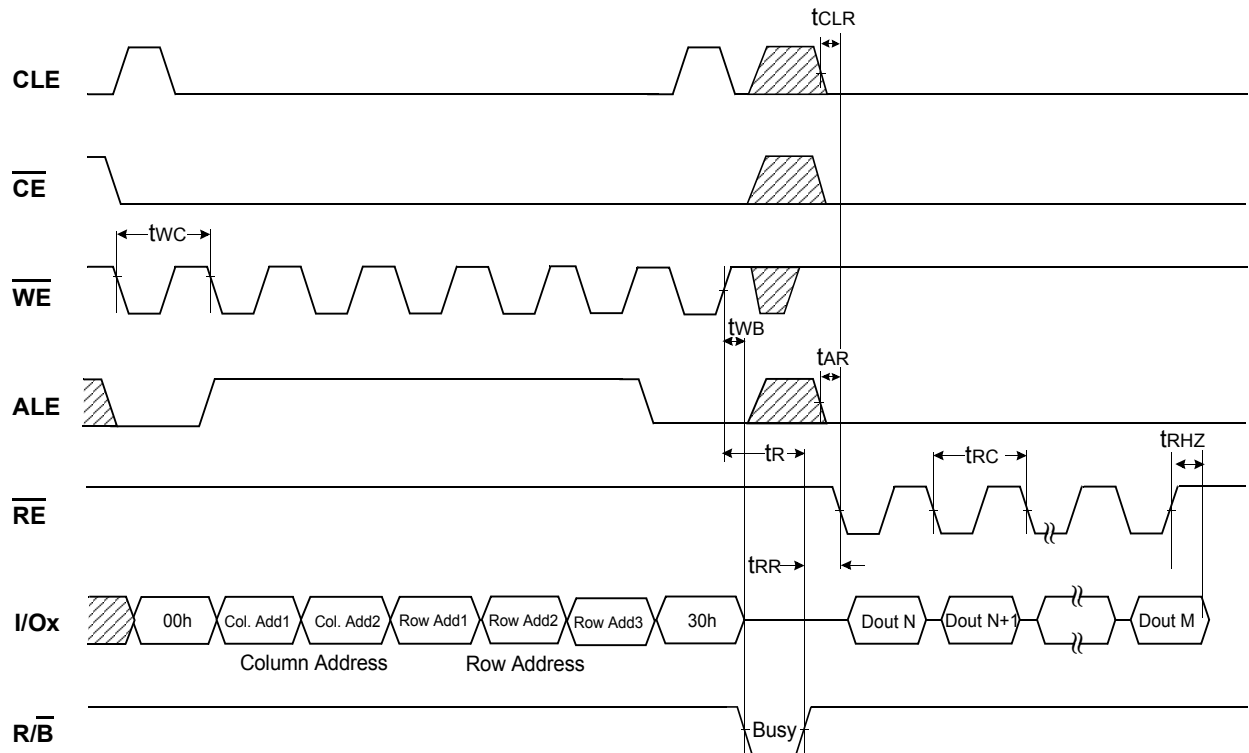 tCLR
CLE
CE
tWC
WE
tWB
tAR
ALE
tR
tRC
tRHZ
RE
tRR
I/Ox
00h
Col. Add1
Col. Add2
Row Add1
Row Add2
Row Add3
30h
Dout N
Dout N+1
Dout M
Column Address
Row Address
R/B
Busy